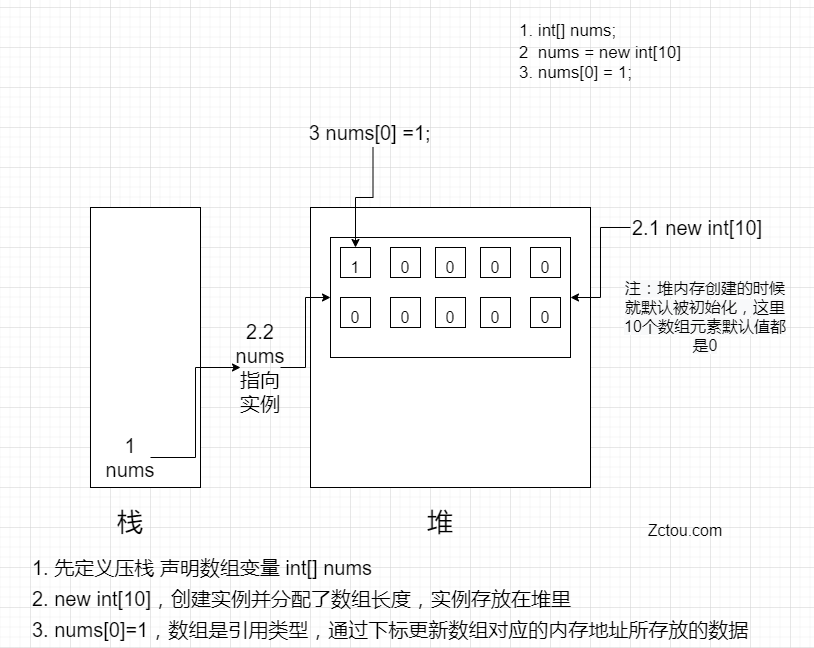 1. int[] nums;
2 nums = new int[10]
3. nums[0] = 1;
3 nums[0] =1;
2.1 new int[10]
1 0 0 0 0
0 0 0 0 0
注：堆内存创建的时候
就默认被初始化，这里
10个数组元素默认值都
是0
2.2
nums
指向
实例
1
nums
栈
堆
Zctou.com
1. 先定义压栈 声明数组变量 int[] nums
2. new int[10]，创建实例并分配了数组长度，实例存放在堆里
3. nums[0]=1，数组是引用类型，通过下标更新数组对应的内存地址所存放的数据